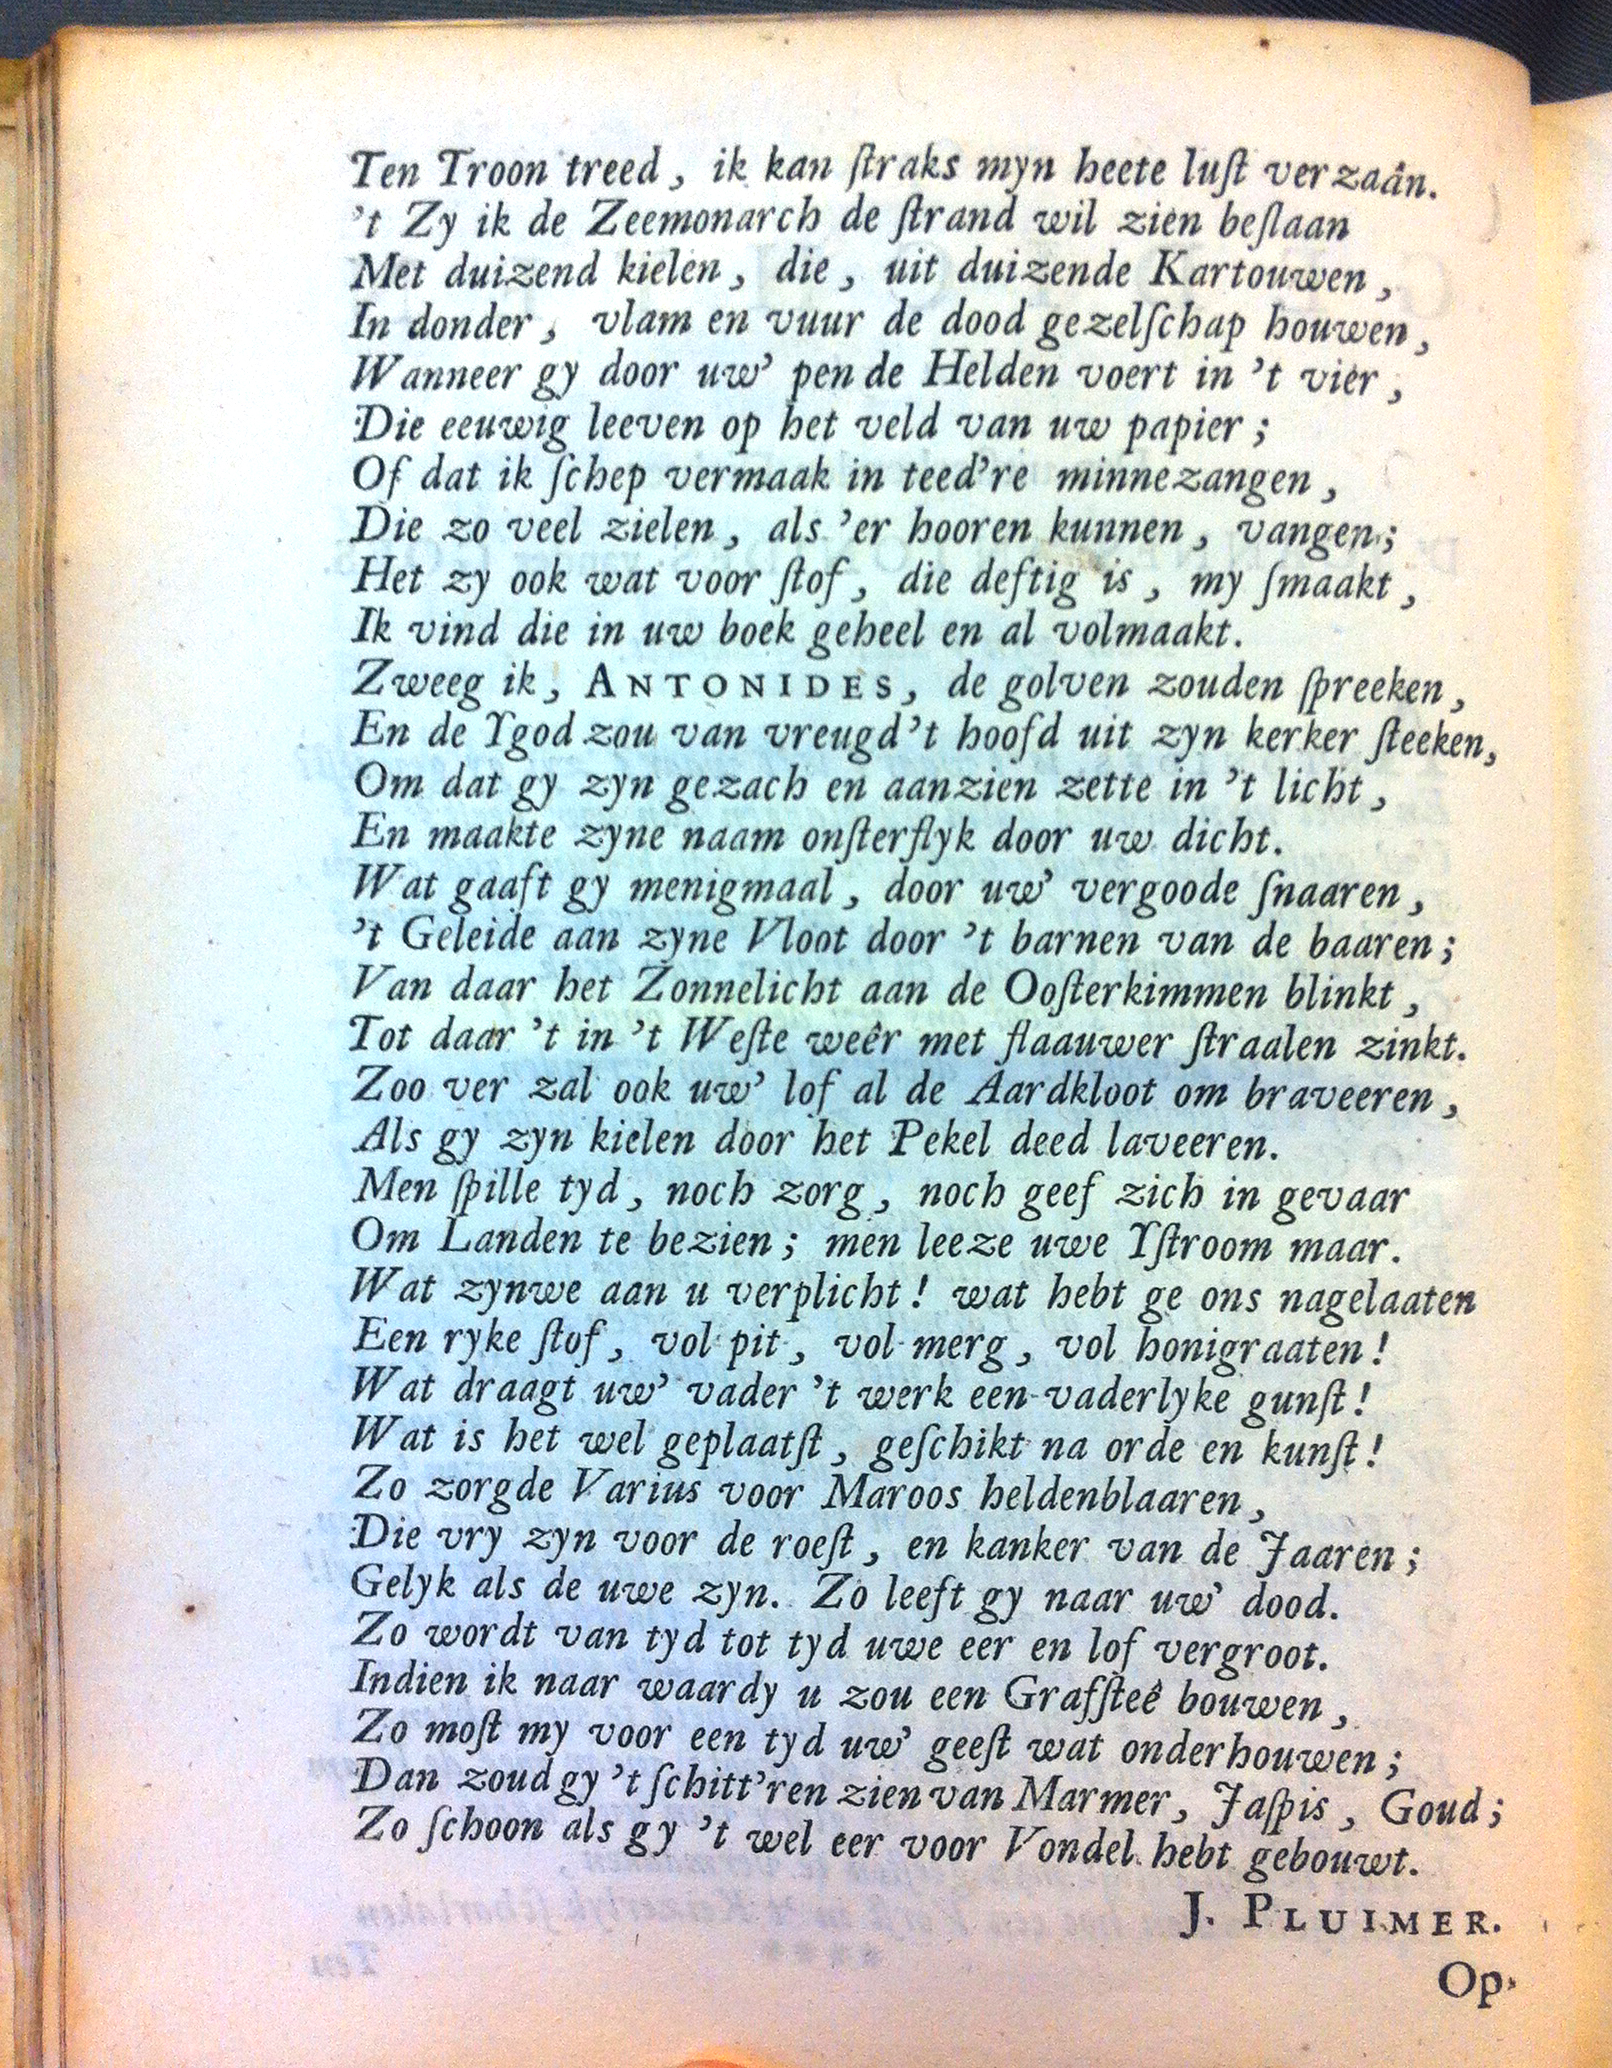 Ten Troon treed, ik kan ſtraks myn heete luſt verzaân.
't Zy ik de Zeemonarch de ſtrand wil zien beſlaan
Met duizend kielen, die, uit duizende Kartouwen,
In donder, vlam en vuur de dood gezelſchap houwen,
Wanneer gy door uw' pen de Helden voert in 't vier,
Die eeuwig leeven op het veld van uw papier;
Of dat ik ſchep vermaak in teed're minnezangen,
Die zo veel zielen, als 'er hooren kunnen, vangen;
Het zy ook wat voor ſtof, die deftig is, my ſmaakt,
Ik vind die in uw boek geheel en al volmaakt.
Zweeg ik, ANTONIDES, de golven zouden ſpreeken,
En de Ygod zou van vreugd 't hoofd uit zyn kerker ſteeken,
Om dat gy zyn gezach en aanzien zette in 't licht,
En maakte zyne naam onſterflyk door uw dicht.
Wat gaaft gy menigmaal, door uw' vergoode ſnaaren,
't Geleide aan zyne Vloot door 't barnen van de baaren;
Van daar het Zonnelicht aan de Ooſterkimmen blinkt,
Tot daar 't in 't Weſte weêr met flaauwer ſtraalen zinkt.
Zoo ver zal ook uw' lof al de Aardkloot om braveeren,
Als gy zyn kielen door het Pekel deed laveeren.
Men ſpille tyd, noch zorg, noch geef zich in gevaar
Om Landen te bezien; men leeze uwe Yſtroom maar.
Wat zynwe aan u verplicht! wat hebt ge ons nagelaaten
Een ryke ſtof, vol pit, vol merg, vol honigraaten!
Wat draagt uw' vader 't werk een vaderlyke gunſt!
Wat is het wel geplaatſt, geſchikt na orde en kunſt!
Zo zorgde Varius voor Maroos heldenblaaren,
Die vry zyn voor de roeſt, en kanker van de Jaaren;
Gelyk als de uwe zyn. Zo leeft gy naar uw' dood.
Zo wordt van tyd tot tyd uwe eer en lof vergroot.
Indien ik naar waardy u zou een Grafſteê bouwen,
Zo moſt my voor een tyd uw' geeſt wat onderhouwen;
Dan zoud gy 't ſchitt'ren zien van Marmer, Jaſpis, Goud;
Zo ſchoon als gy 't wel eer voor Vondel hebt gebouwt.
J. PLUIMER.
Op